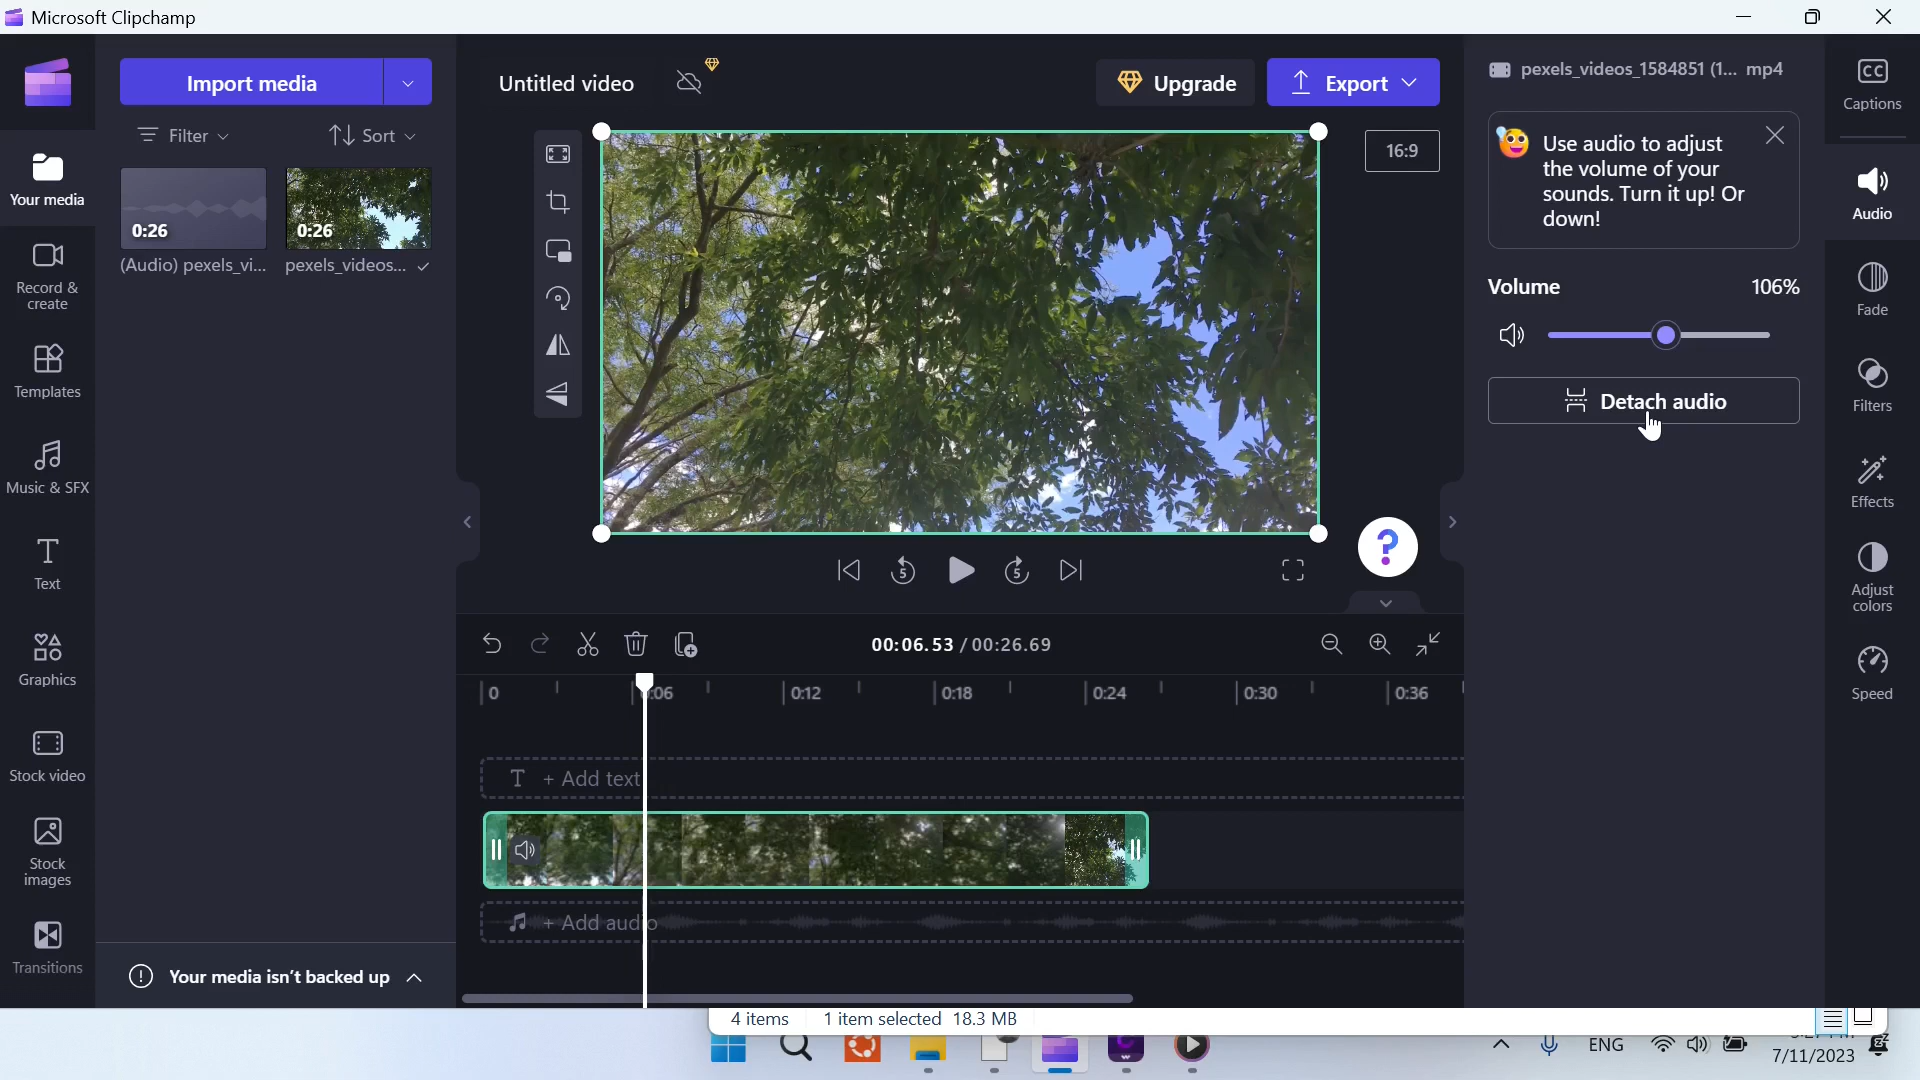 Microsoft Clipchamp
Import media
Filter
Sort
0:26
0:26
(Audio) pexels_vi...
pexels_videos...
Your media
Record &
create
Templates
Music & SFX
Text
Graphics
Stock video
Stock
images
Transitions
Your media isn't backed up
Untitled video
Upgrade
Export
16:9
5
5
?
00:06.53 / 00:26.69
0
0:06
0:12
0:18
0:24
0:30
0:36
T + Add text
+ Add audio
pexels_videos_1584851 (1... mp4
Use audio to adjust
the volume of your
sounds. Turn it up! Or
down!
Volume
106%
Detach audio
CC
Captions
Audio
Fade
Filters
Effects
Adjust
colors
Speed
4 items
1 item selected 18.3 MB
ENG
7/11/2023